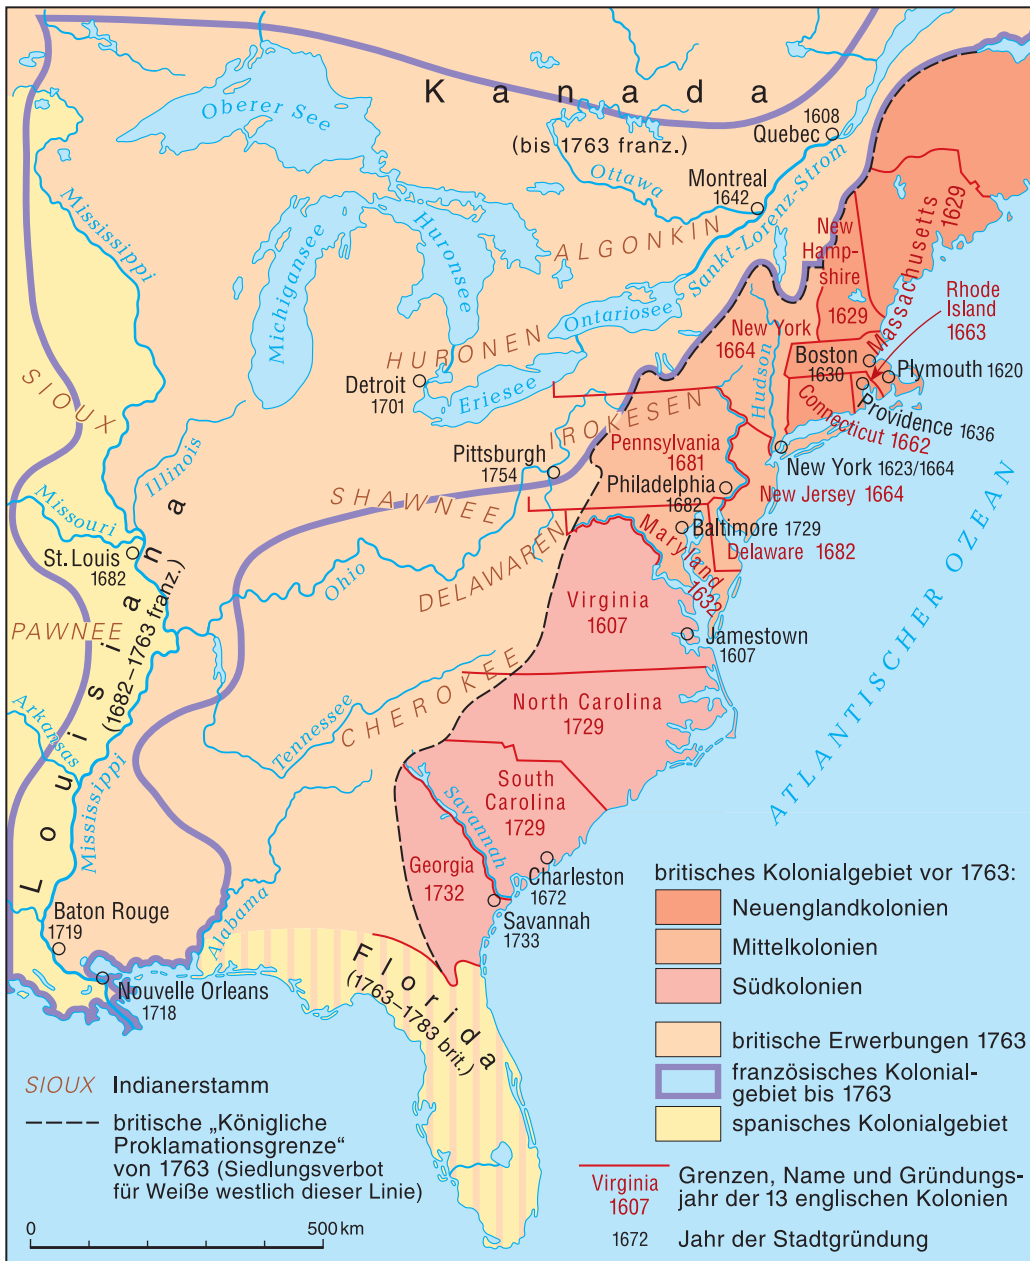 Kanada
(bis 1763 franz.)
Oberer See
1608
Quebec
Ottawa
Montreal
1642
Sankt-Lorenz-Strom
Mississippi
Michigansee
Huronsee
ALGONKIN
Ontariosee
HURONEN
Eriesee
Detroit
1701
New
Hamp-
shire
1629
Massachusetts
1629
Rhode
Island
1663
New York
1664
Hudson
Boston
1630
Plymouth 1620
Connecticut 1662
Providence 1636
SIOUX
IROKESEN
Illinois
Pittsburgh
1754
Pennsylvania
1681
New York 1623/1664
SHAWNEE
Philadelphia
1682
New Jersey 1664
Missouri
St. Louis
1682
Baltimore 1729
Delaware 1682
Maryland
1632
DELAWAREN
Ohio
Louisiana
(1682–1763 franz.)
PAWNEE
Virginia
1607
Jamestown
1607
ATLANTISCHER OZEAN
CHEROKEE
Tennessee
Arkansas
Mississippi
North Carolina
1729
South
Carolina
1729
Savannah
Georgia
1732
Charleston
1672
Savannah
1733
Alabama
Baton Rouge
1719
Nouvelle Orleans
1718
Florida
(1763–1783 brit.)
britisches Kolonialgebiet vor 1763:
Neuenglandkolonien
Mittelkolonien
Südkolonien
britische Erwerbungen 1763
französisches Kolonial-
gebiet bis 1763
spanisches Kolonialgebiet
Virginia
1607
Grenzen, Name und Gründungs-
jahr der 13 englischen Kolonien
1672 Jahr der Stadtgründung
SIOUX Indianerstamm
britische „Königliche
Proklamationsgrenze“
von 1763 (Siedlungsverbot
für Weiße westlich dieser Linie)
0 500 km